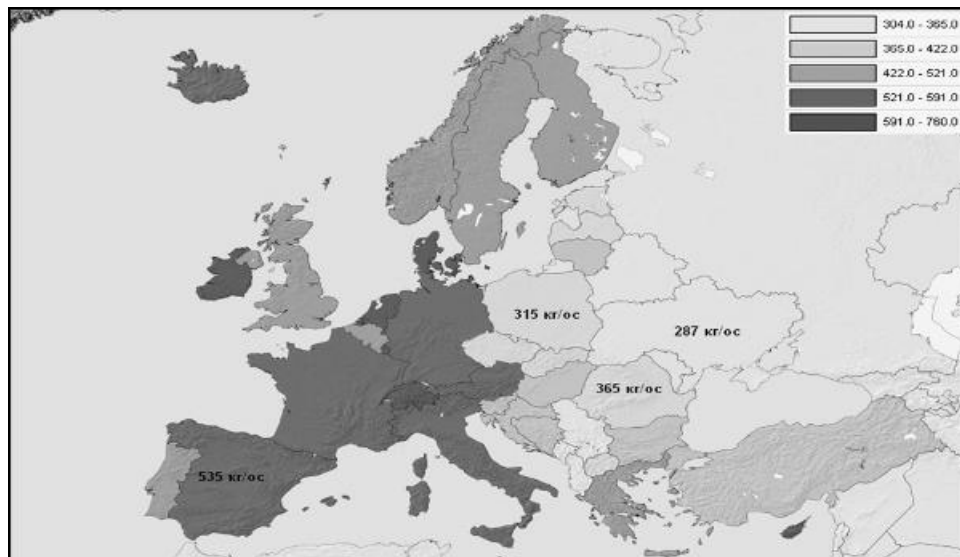 304.0 - 365.0
365.0 - 422.0
422.0 - 521.0
521.0 - 591.0
591.0 - 780.0
315 кг/ос
287 кг/ос
365 кг/ос
535 кг/ос